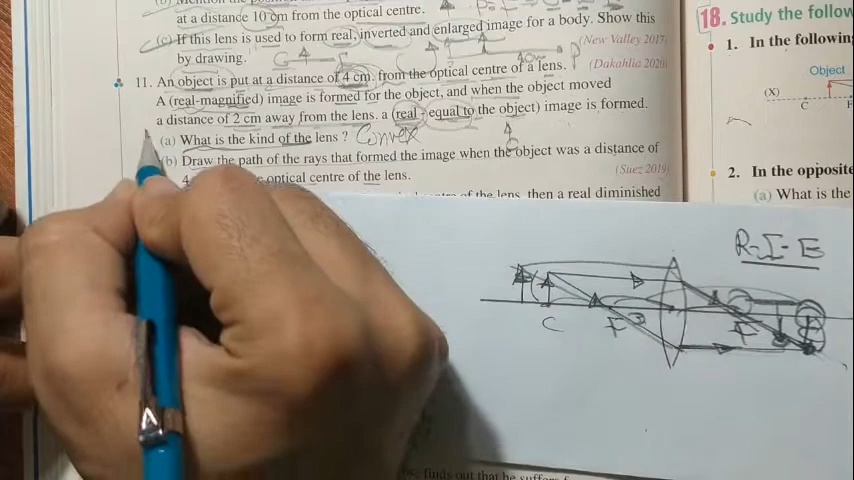 at a distance 10 cm from the optical centre.
(c) If this lens is used to form real, inverted and enlarged image for a body. Show this
by drawing.
(New Valley 2017)
11. An object is put at a distance of 4 cm. from the optical centre of a lens.
(Dakahlia 2020)
A (real-magnified) image is formed for the object, and when the object moved
a distance of 2 cm away from the lens. a (real - equal to the object) image is formed.
(a) What is the kind of the lens ? Convex
(b) Draw the path of the rays that formed the image when the object was a distance of
4 optical centre of the lens.
(Suez 2019)
of the lens, then a real diminished
18. Study the follow
1. In the following
Object
(X)
C
F
2. In the opposite
(a) What is the
R-I-E
C
F
F
finds out that he suffers f